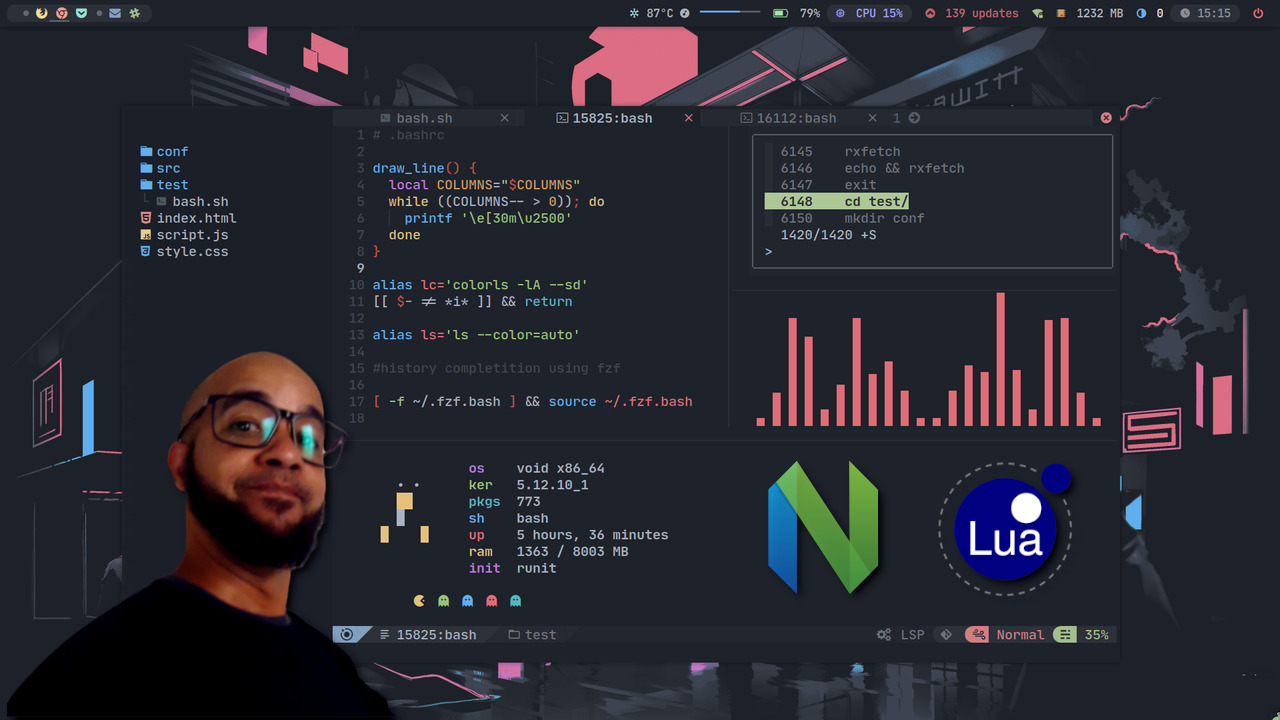 87°C 79% CPU 15% 139 updates 1232 MB 0 15:15
bash.sh 15825:bash 16112:bash 1
conf
src
test
bash.sh
index.html
script.js
style.css
1 # .bashrc
2
3 draw_line() {
4 local COLUMNS="$COLUMNS"
5 while ((COLUMNS-- > 0)); do
6 printf '\e[30m\u2500'
7 done
8 }
9
10 alias lc='colorls -lA --sd'
11 [[ $- ≠ *i* ]] && return
12
13 alias ls='ls --color=auto'
14
15 #history completition using fzf
16
17 [ -f ~/.fzf.bash ] && source ~/.fzf.bash
18
6145 rxfetch
6146 echo && rxfetch
6147 exit
6148 cd test/
6150 mkdir conf
1420/1420 +S
>
os void x86_64
ker 5.12.10_1
pkgs 773
sh bash
up 5 hours, 36 minutes
ram 1363 / 8003 MB
init runit
Lua
15825:bash test LSP Normal 35%